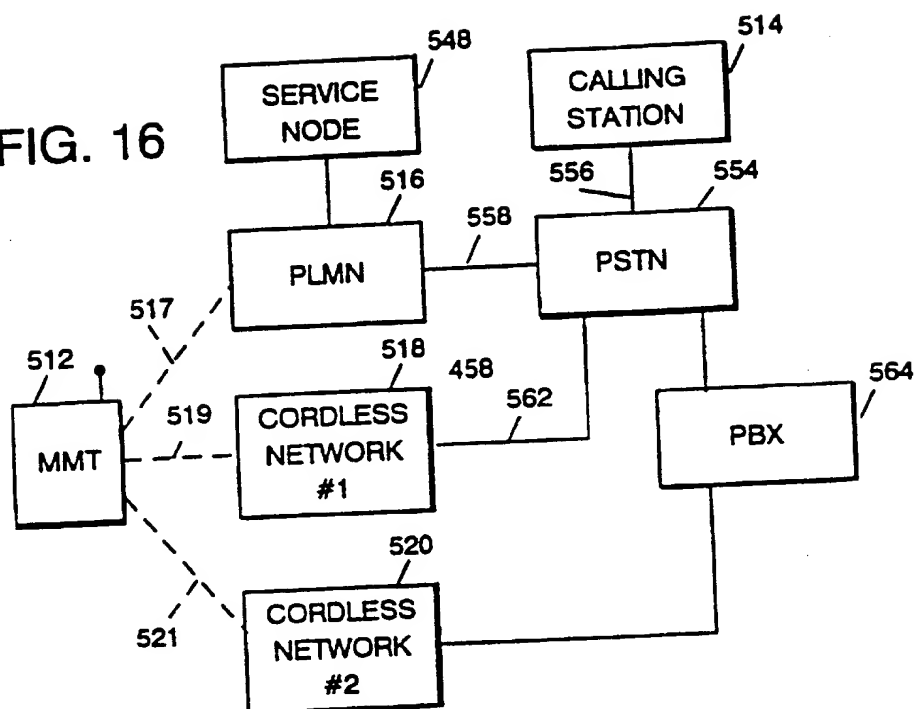 FIG. 16
548
514
SERVICE
NODE
CALLING
STATION
516
556
554
558
PLMN
PSTN
517
512
518
458
564
519
562
MMT
CORDLESS
NETWORK
#1
PBX
520
521
CORDLESS
NETWORK
#2